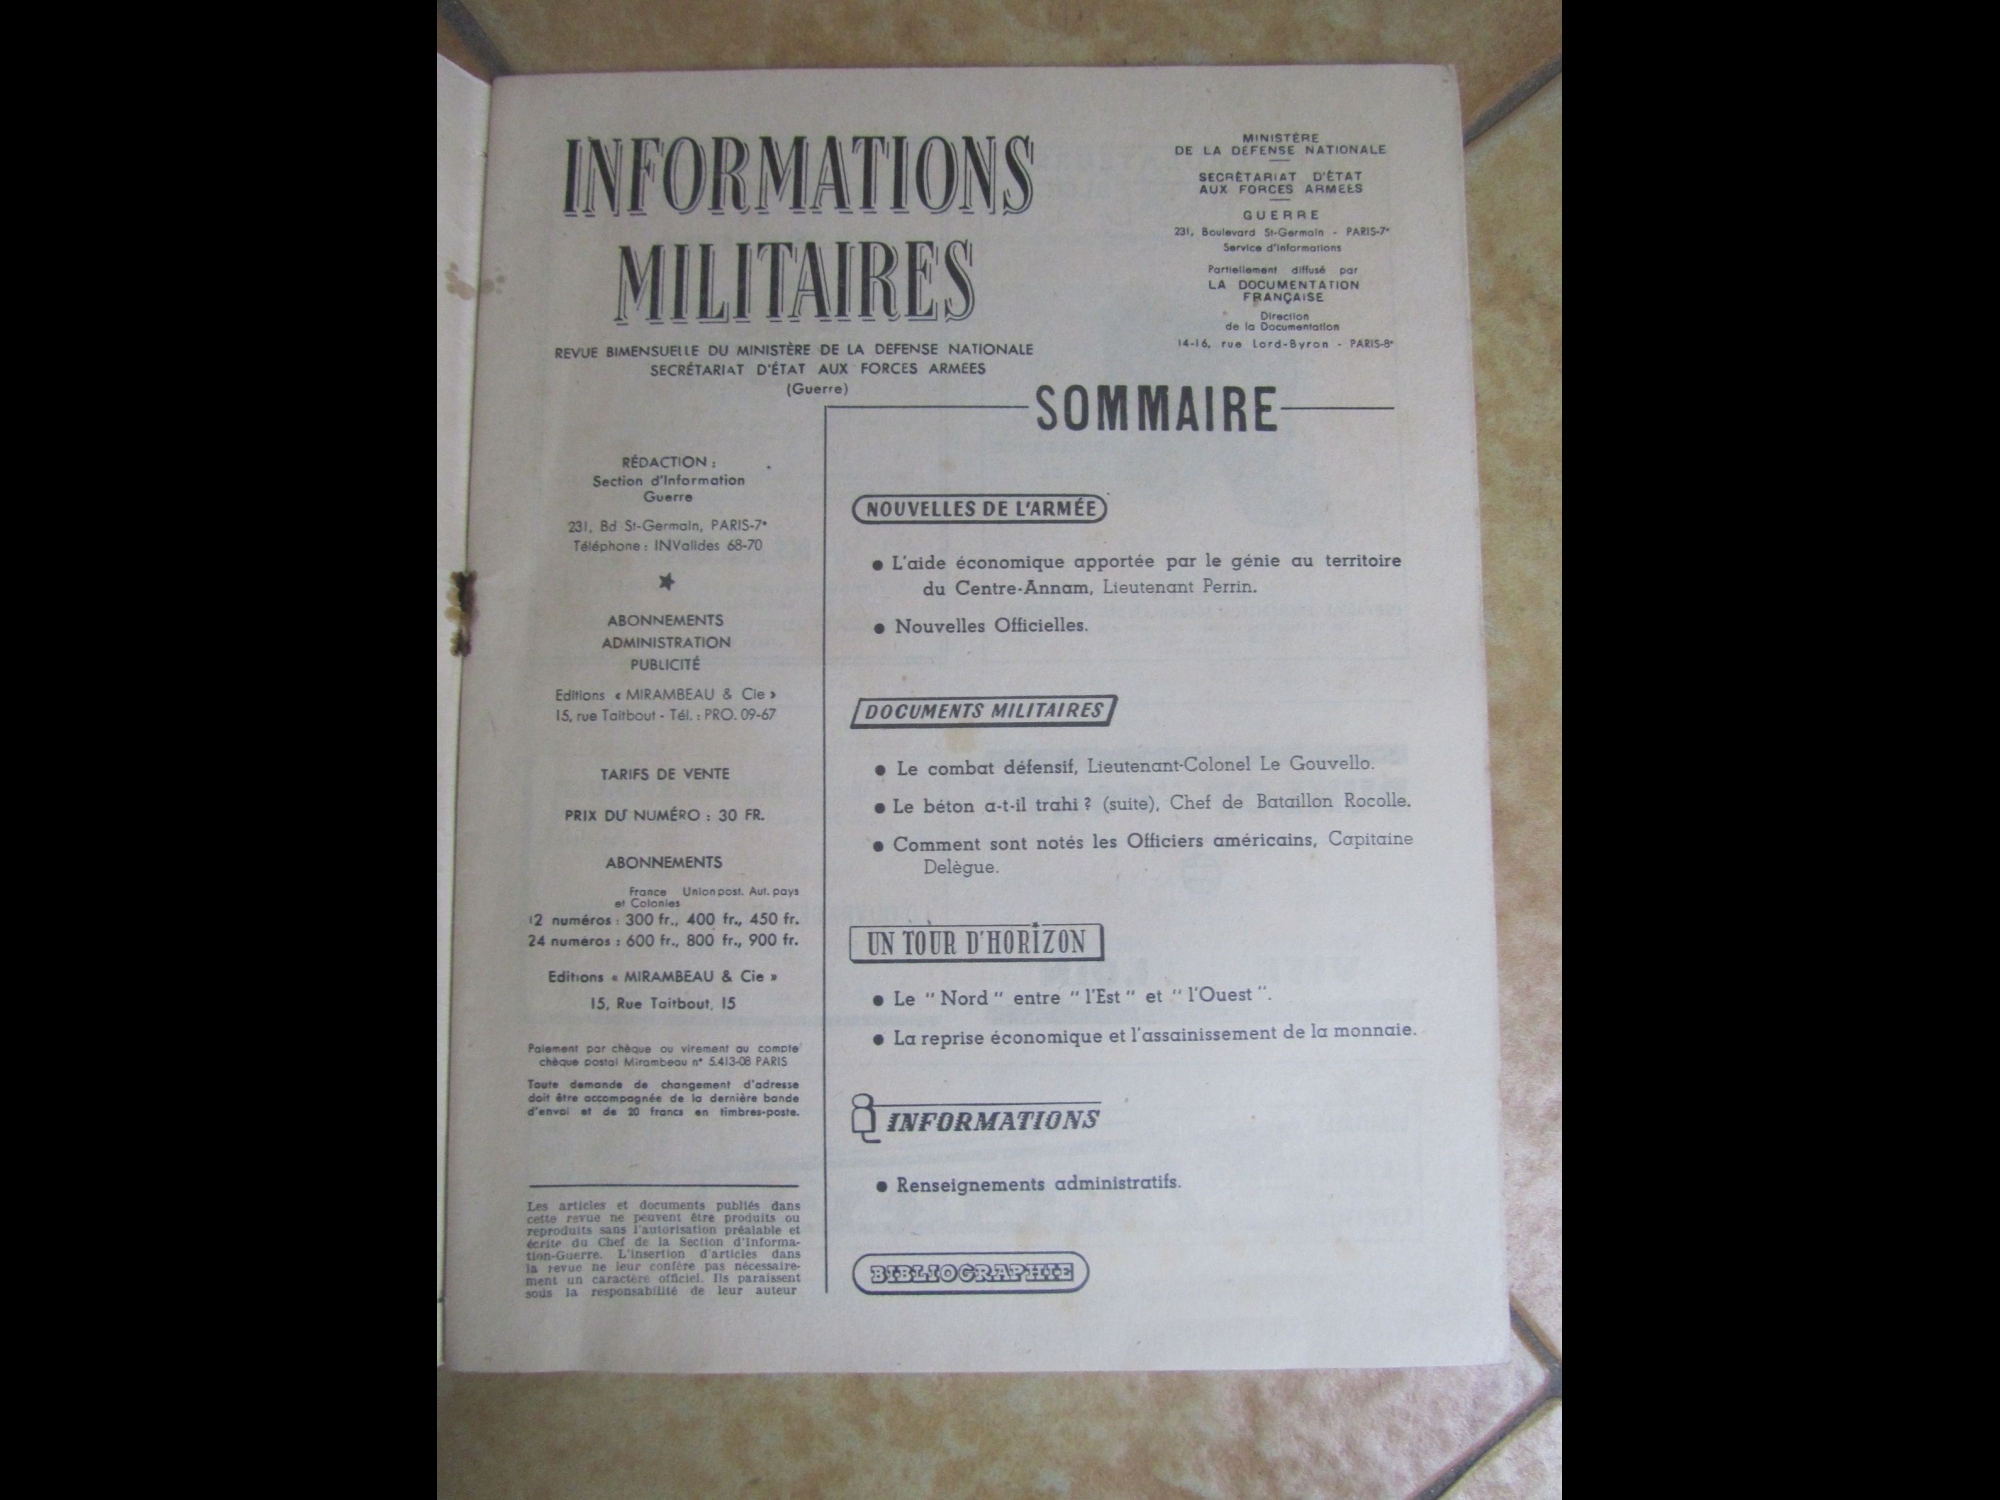 INFORMATIONS
MILITAIRES
REVUE BIMENSUELLE DU MINISTÈRE DE LA DEFENSE NATIONALE
SECRÉTARIAT D'ÉTAT AUX FORCES ARMEES
(Guerre)
MINISTÈRE
DE LA DEFENSE NATIONALE
SECRÉTARIAT D'ÉTAT
AUX FORCES ARMEES
GUERRE
231, Boulevard St-Germain - PARIS-7e
Service d'Informations
Partiellement diffusé par
LA DOCUMENTATION
FRANÇAISE
Direction
de la Documentation
14-16, rue Lord-Byron - PARIS-8e
SOMMAIRE
RÉDACTION :
Section d'Information
Guerre
231, Bd St-Germain, PARIS-7e
Téléphone : INValides 68-70
ABONNEMENTS
ADMINISTRATION
PUBLICITÉ
Editions « MIRAMBEAU & Cie »
15, rue Taitbout - Tél. : PRO. 09-67
TARIFS DE VENTE
PRIX DU NUMÉRO : 30 FR.
ABONNEMENTS
France Union post. Aut. pays
et Colonies
12 numéros : 300 fr., 400 fr., 450 fr.
24 numéros : 600 fr., 800 fr., 900 fr.
Editions « MIRAMBEAU & Cie »
15, Rue Taitbout, 15
Paiement par chèque ou virement au compte
chèque postal Mirambeau n° 5.413-08 PARIS
Toute demande de changement d'adresse
doit être accompagnée de la dernière bande
d'envoi et de 20 francs en timbres-poste.
Les articles et documents publiés dans
cette revue ne peuvent être produits ou
reproduits sans l'autorisation préalable et
écrite du Chef de la Section d'Informa-
tion-Guerre. L'insertion d'articles dans
la revue ne leur confère pas nécessaire-
ment un caractère officiel. Ils paraissent
sous la responsabilité de leur auteur
NOUVELLES DE L'ARMÉE
● L'aide économique apportée par le génie au territoire
du Centre-Annam, Lieutenant Perrin.
● Nouvelles Officielles.
DOCUMENTS MILITAIRES
● Le combat défensif, Lieutenant-Colonel Le Gouvello.
● Le béton a-t-il trahi ? (suite), Chef de Bataillon Rocolle.
● Comment sont notés les Officiers américains, Capitaine
Delègue.
UN TOUR D'HORIZON
● Le "Nord" entre "l'Est" et "l'Ouest".
● La reprise économique et l'assainissement de la monnaie.
INFORMATIONS
● Renseignements administratifs.
BIBLIOGRAPHIE